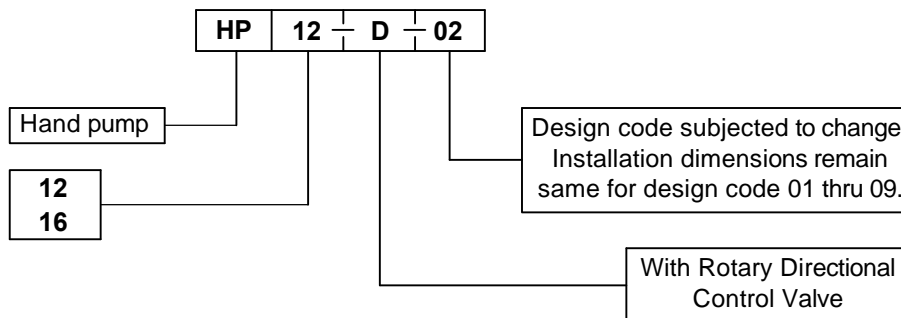 HP 12 - D - 02
Hand pump
Design code subjected to change.
Installation dimensions remain
same for design code 01 thru 09.
12
16
With Rotary Directional
Control Valve